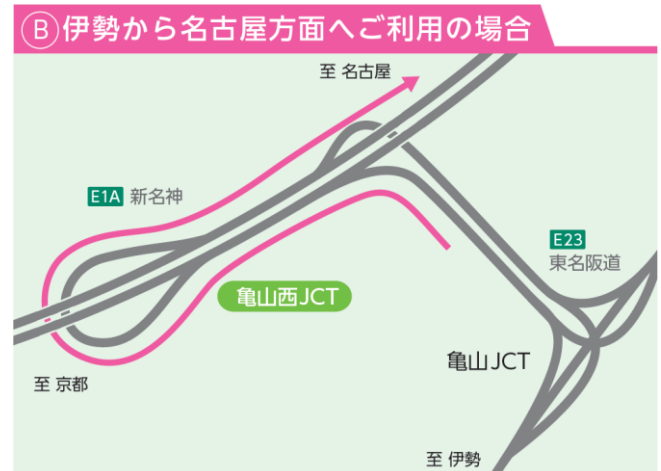 B 伊勢から名古屋方面へご利用の場合
至 名古屋
E1A 新名神
E23
東名阪道
亀山西JCT
亀山JCT
至 京都
至 伊勢